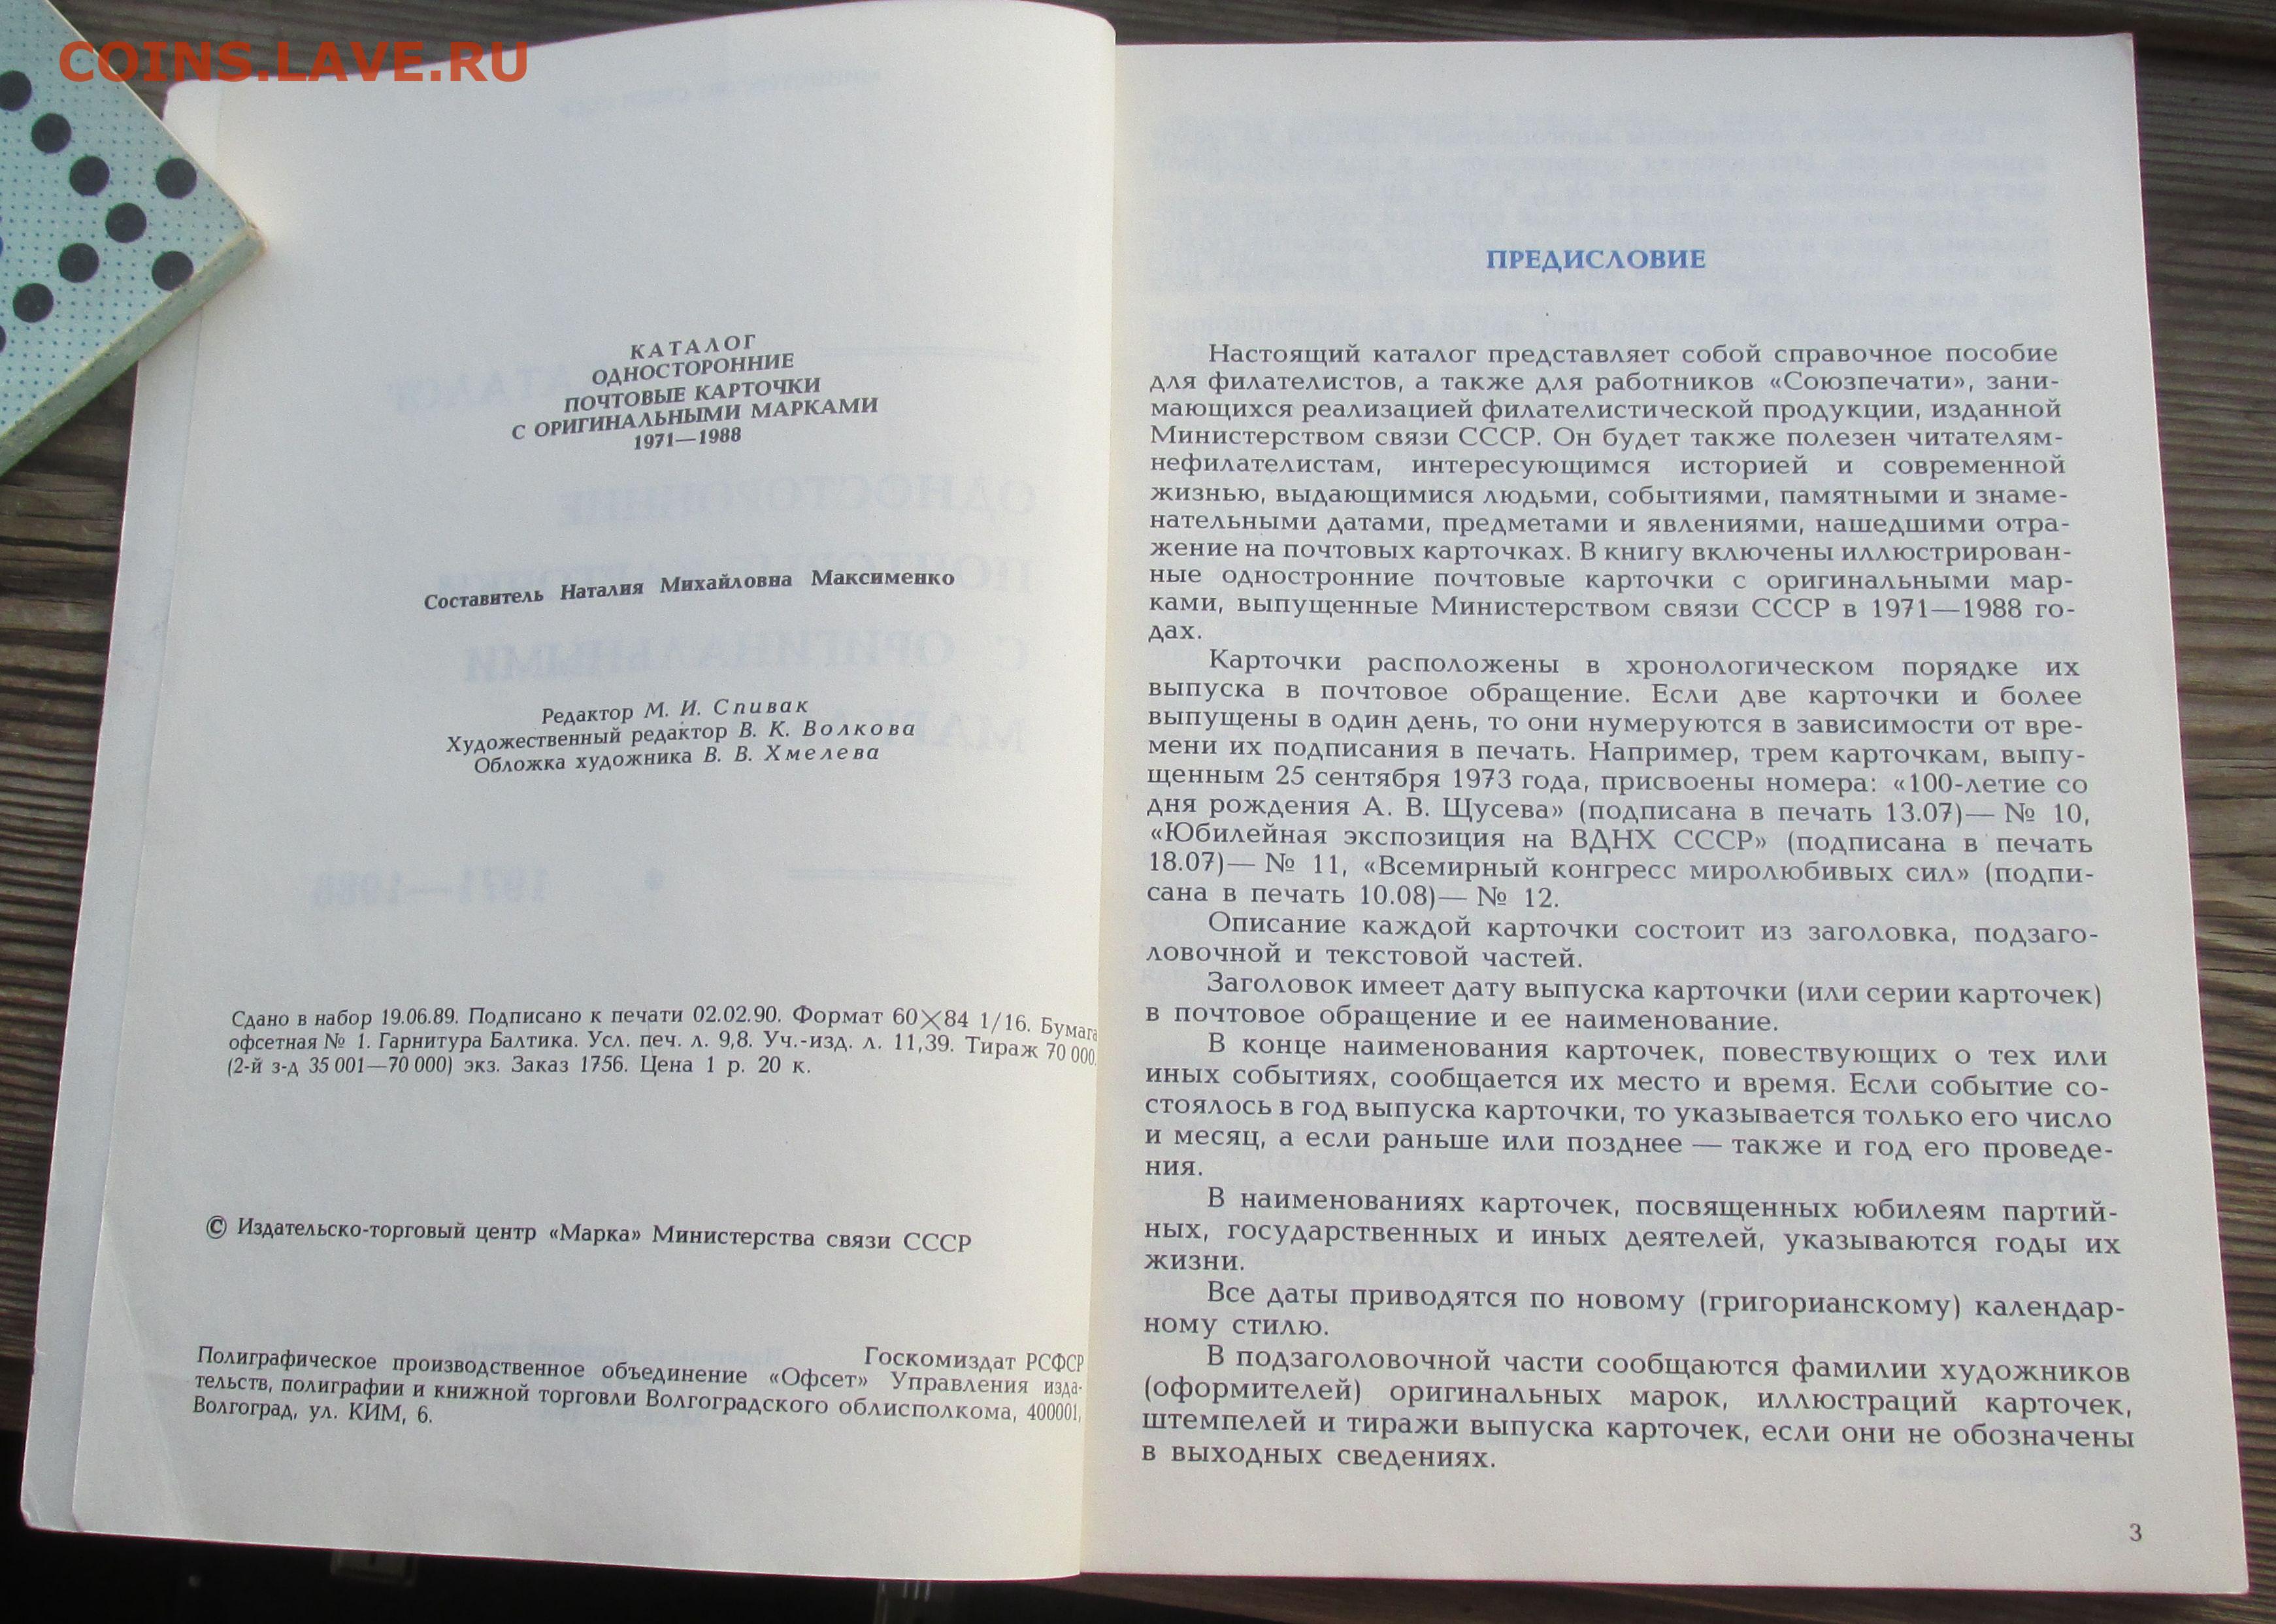 COINS.LAVE.RU
КАТАЛОГ
ОДНОСТОРОННИЕ
ПОЧТОВЫЕ КАРТОЧКИ
С ОРИГИНАЛЬНЫМИ МАРКАМИ
1971—1988
Составитель Наталия Михайловна Максименко
Редактор М. И. Спивак
Художественный редактор В. К. Волкова
Обложка художника В. В. Хмелева
Сдано в набор 19.06.89. Подписано к печати 02.02.90. Формат 60×84 1/16. Бумага
офсетная № 1. Гарнитура Балтика. Усл. печ. л. 9,8. Уч.-изд. л. 11,39. Тираж 70 000.
(2-й з-д 35 001—70 000) экз. Заказ 1756. Цена 1 р. 20 к.
© Издательско-торговый центр «Марка» Министерства связи СССР
Госкомиздат РСФСР
Полиграфическое производственное объединение «Офсет» Управления изда-
тельств, полиграфии и книжной торговли Волгоградского облисполкома, 400001,
Волгоград, ул. КИМ, 6.
ПРЕДИСЛОВИЕ
Настоящий каталог представляет собой справочное пособие
для филателистов, а также для работников «Союзпечати», зани-
мающихся реализацией филателистической продукции, изданной
Министерством связи СССР. Он будет также полезен читателям-
нефилателистам, интересующимся историей и современной
жизнью, выдающимися людьми, событиями, памятными и знаме-
нательными датами, предметами и явлениями, нашедшими отра-
жение на почтовых карточках. В книгу включены иллюстрирован-
ные одностронние почтовые карточки с оригинальными мар-
ками, выпущенные Министерством связи СССР в 1971—1988 го-
дах.
Карточки расположены в хронологическом порядке их
выпуска в почтовое обращение. Если две карточки и более
выпущены в один день, то они нумеруются в зависимости от вре-
мени их подписания в печать. Например, трем карточкам, выпу-
щенным 25 сентября 1973 года, присвоены номера: «100-летие со
дня рождения А. В. Щусева» (подписана в печать 13.07)— № 10,
«Юбилейная экспозиция на ВДНХ СССР» (подписана в печать
18.07)— № 11, «Всемирный конгресс миролюбивых сил» (подпи-
сана в печать 10.08)— № 12.
Описание каждой карточки состоит из заголовка, подзаго-
ловочной и текстовой частей.
Заголовок имеет дату выпуска карточки (или серии карточек)
в почтовое обращение и ее наименование.
В конце наименования карточек, повествующих о тех или
иных событиях, сообщается их место и время. Если событие со-
стоялось в год выпуска карточки, то указывается только его число
и месяц, а если раньше или позднее — также и год его проведе-
ния.
В наименованиях карточек, посвященных юбилеям партий-
ных, государственных и иных деятелей, указываются годы их
жизни.
Все даты приводятся по новому (григорианскому) календар-
ному стилю.
В подзаголовочной части сообщаются фамилии художников
(оформителей) оригинальных марок, иллюстраций карточек,
штемпелей и тиражи выпуска карточек, если они не обозначены
в выходных сведениях.
3